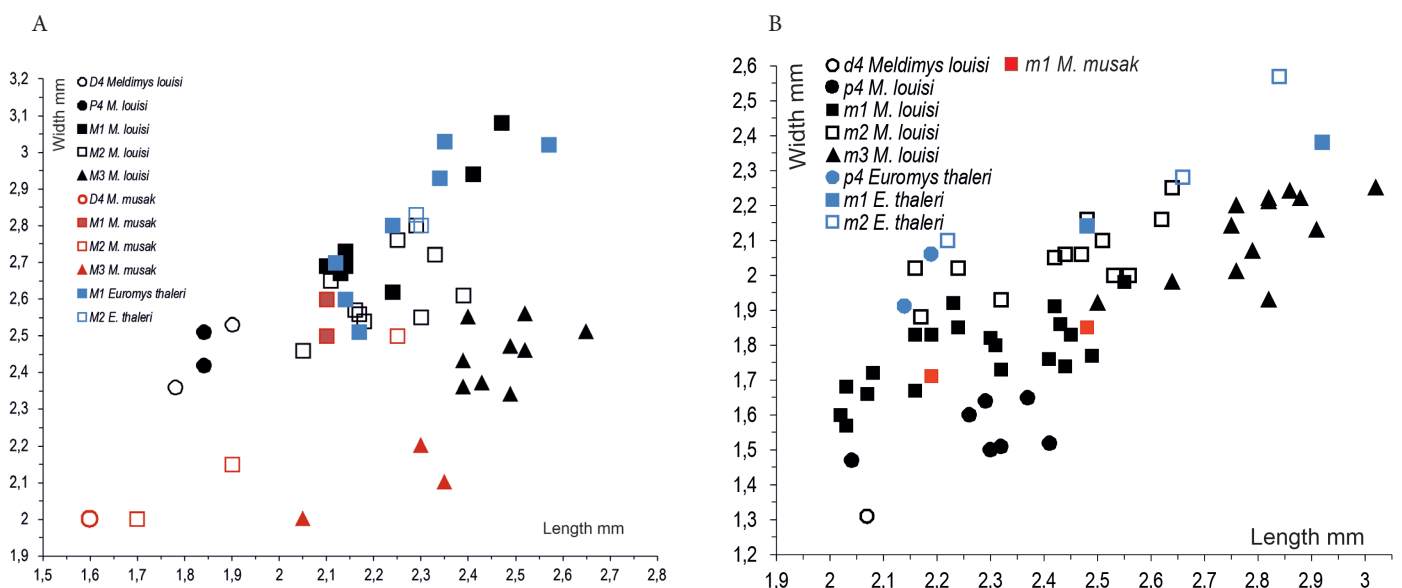 A
B
Width mm
3,2
3,1
3
2,9
2,8
2,7
2,6
2,5
2,4
2,3
2,2
2,1
2
1,9
D4 Meldimys louisi
P4 M. louisi
M1 M. louisi
M2 M. louisi
M3 M. louisi
D4 M. musak
M1 M. musak
M2 M. musak
M3 M. musak
M1 Euromys thaleri
M2 E. thaleri
Length mm
1,5 1,6 1,7 1,8 1,9 2 2,1 2,2 2,3 2,4 2,5 2,6 2,7 2,8
Width mm
2,6
2,5
2,4
2,3
2,2
2,1
2
1,9
1,8
1,7
1,6
1,5
1,4
1,3
1,2
d4 Meldimys louisi m1 M. musak
p4 M. louisi
m1 M. louisi
m2 M. louisi
m3 M. louisi
p4 Euromys thaleri
m1 E. thaleri
m2 E. thaleri
Length mm
1.9 2 2,1 2,2 2,3 2,4 2,5 2,6 2,7 2,8 2,9 3